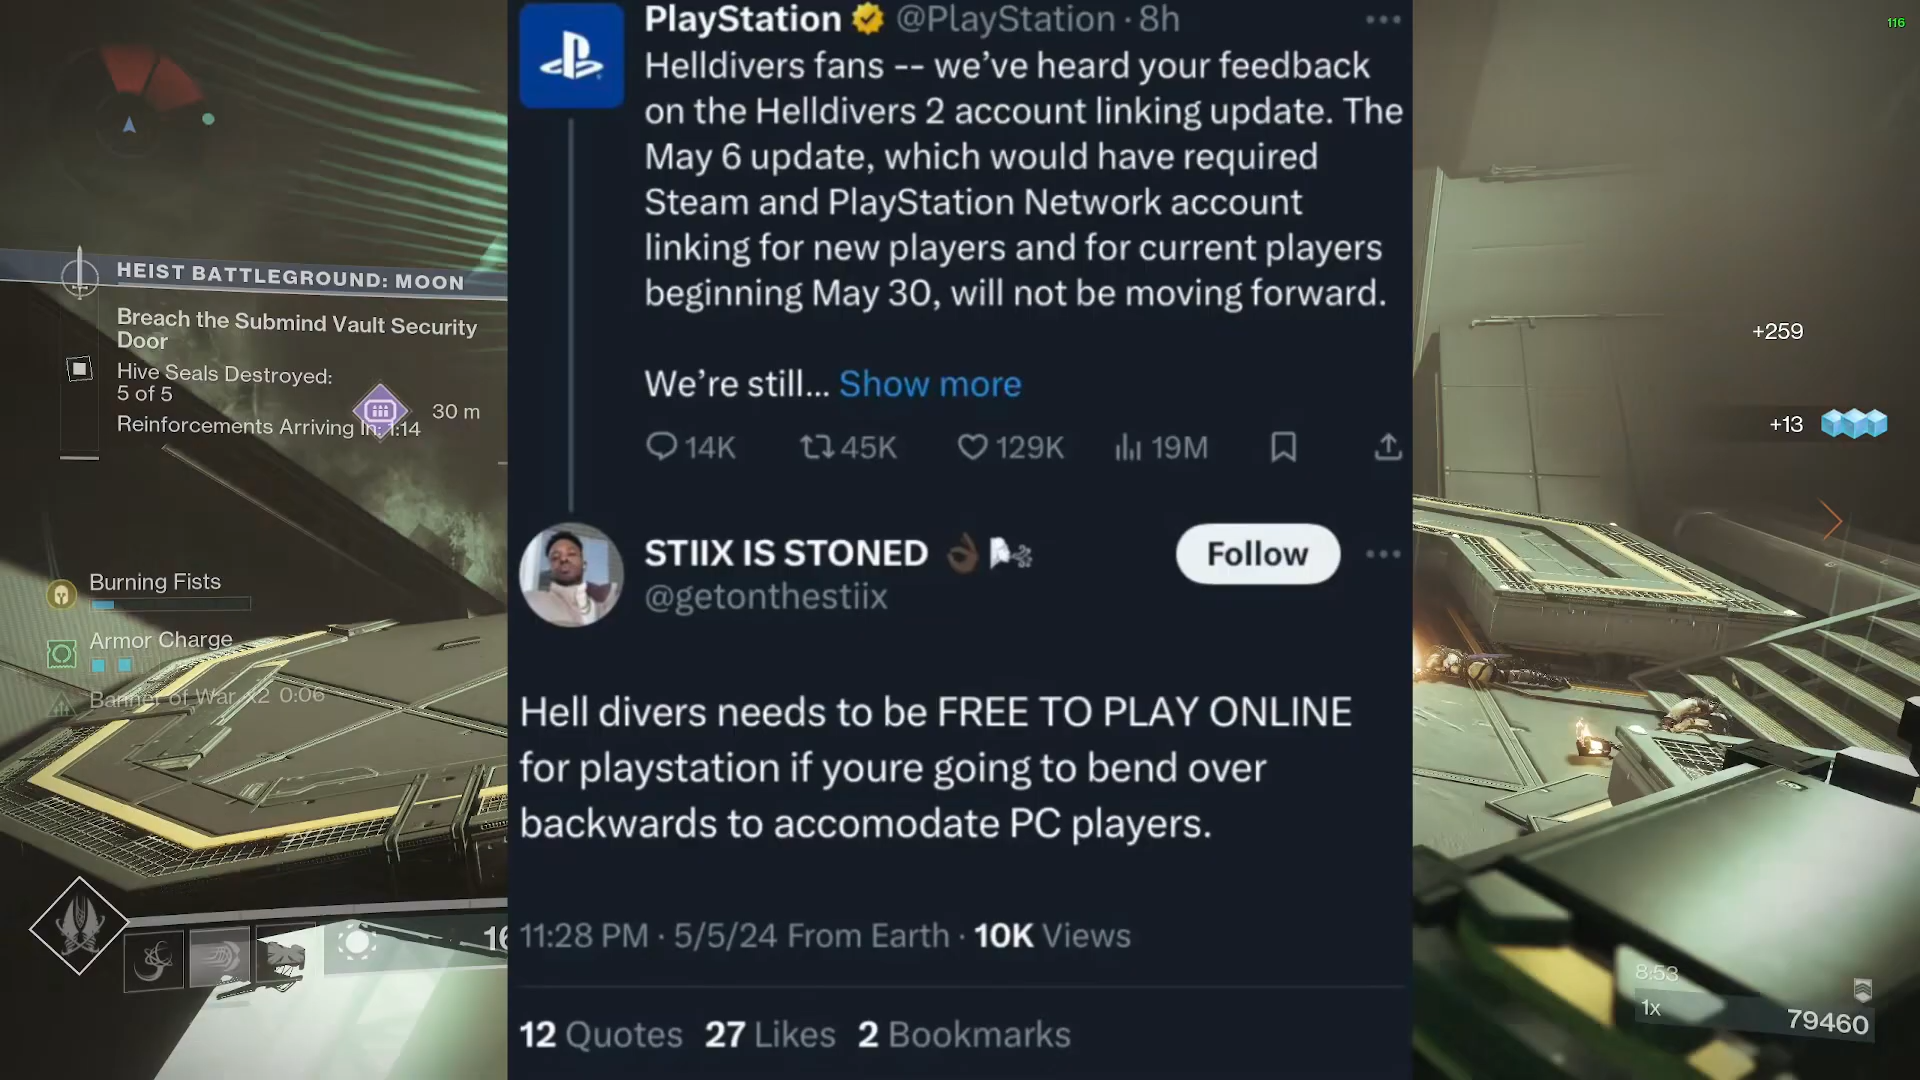 116
HEIST BATTLEGROUND: MOON
Breach the Submind Vault Security
Door
Hive Seals Destroyed:
5 of 5
30 m
Reinforcements Arriving In: 1:14
Burning Fists
Armor Charge
Banner of War x2 0:06
16
PlayStation @PlayStation · 8h
Helldivers fans -- we’ve heard your feedback
on the Helldivers 2 account linking update. The
May 6 update, which would have required
Steam and PlayStation Network account
linking for new players and for current players
beginning May 30, will not be moving forward.
We’re still... Show more
14K 45K 129K 19M
STIIX IS STONED
@getonthestiix
Follow
Hell divers needs to be FREE TO PLAY ONLINE
for playstation if youre going to bend over
backwards to accomodate PC players.
11:28 PM · 5/5/24 From Earth · 10K Views
12 Quotes 27 Likes 2 Bookmarks
+259
+13
8:53
1x
79460